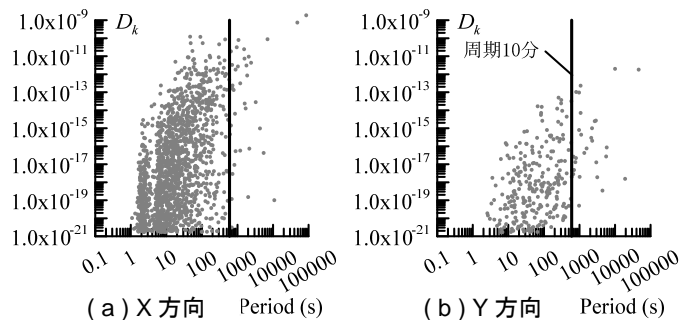 Dk
1.0x10-9
1.0x10-11
1.0x10-13
1.0x10-15
1.0x10-17
1.0x10-19
1.0x10-21
0.1
1
10
100
1000
10000
100000
(a) X 方向 Period (s)
Dk
周期10分
1.0x10-9
1.0x10-11
1.0x10-13
1.0x10-15
1.0x10-17
1.0x10-19
1.0x10-21
0.1
1
10
100
1000
10000
100000
(b) Y 方向 Period (s)